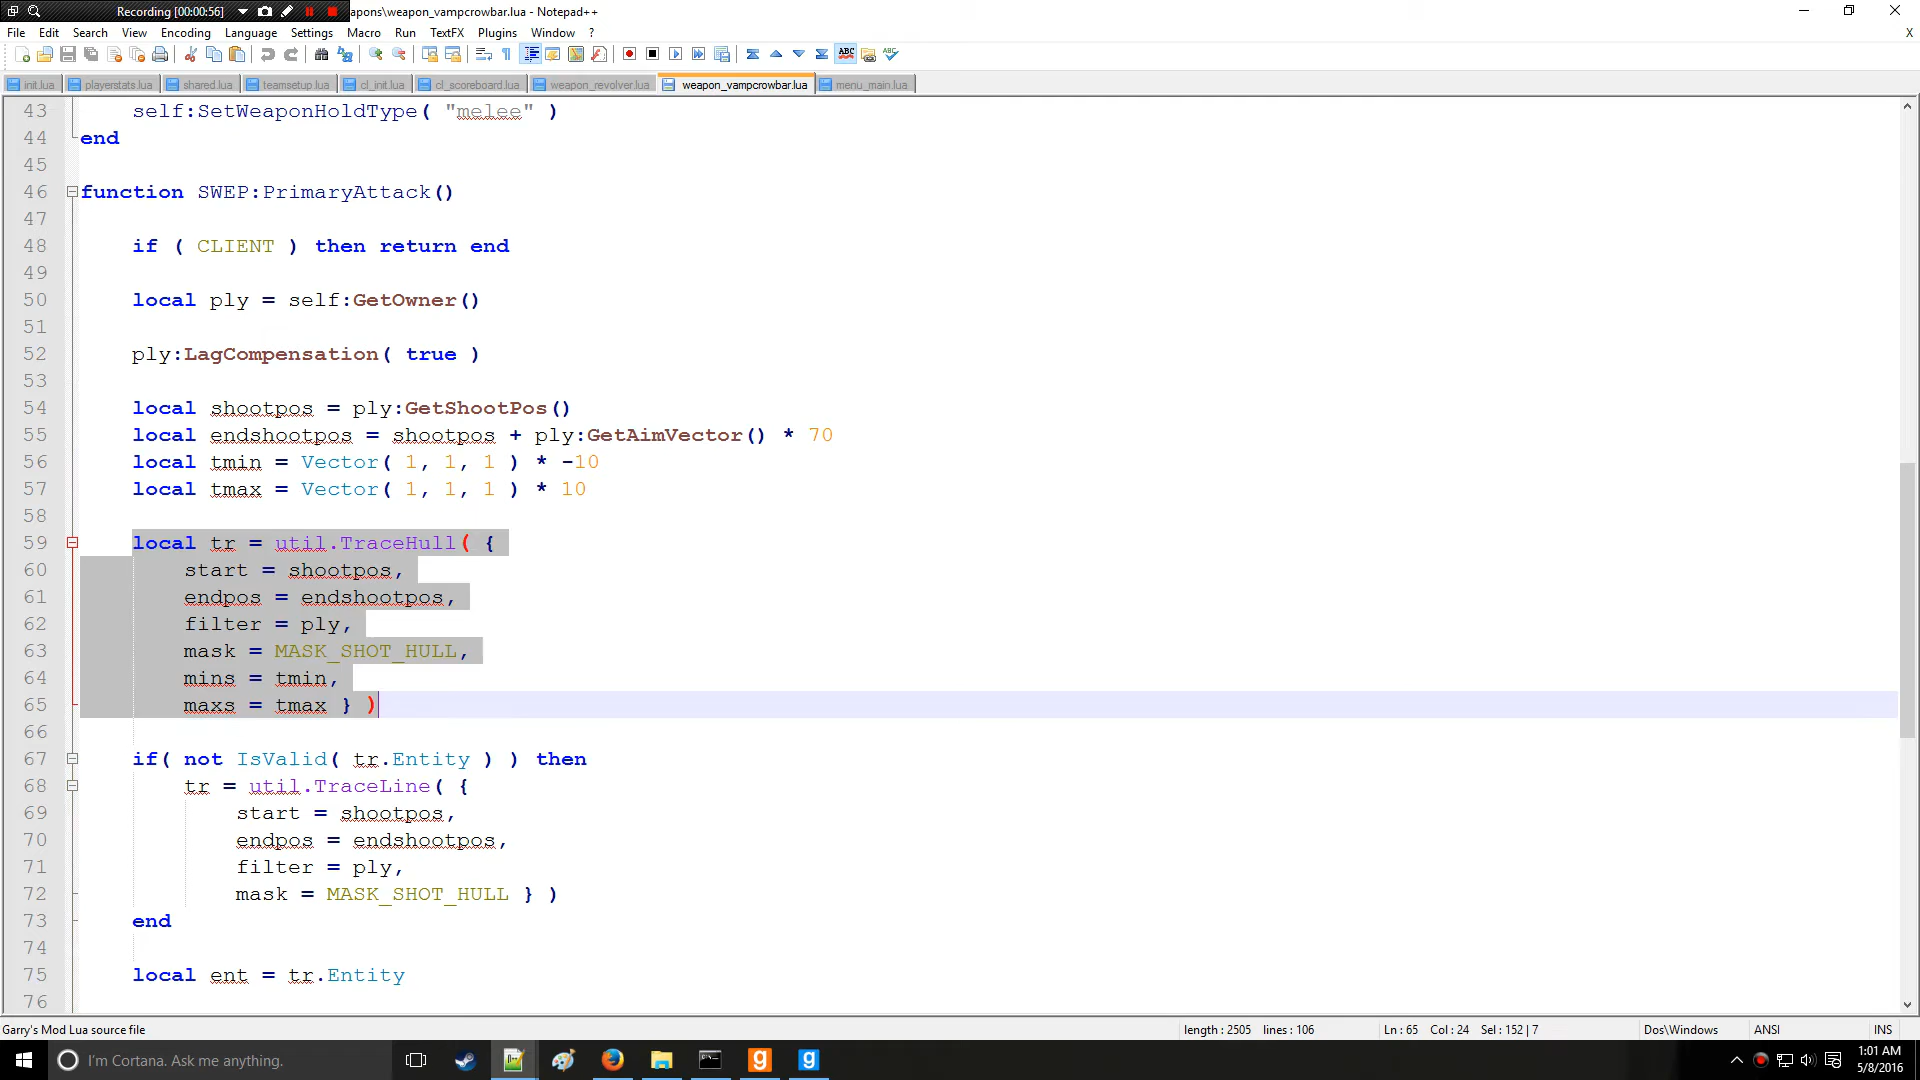 Recording [00:00:56]
apons\weapon_vampcrowbar.lua - Notepad++
File Edit Search View Encoding Language Settings Macro Run TextFX Plugins Window ? X
init.lua playerstats.lua shared.lua teamsetup.lua cl_init.lua cl_scoreboard.lua weapon_revolver.lua weapon_vampcrowbar.lua menu_main.lua
43 self:SetWeaponHoldType( "melee" )
44 end
45
46 function SWEP:PrimaryAttack()
47
48 if ( CLIENT ) then return end
49
50 local ply = self:GetOwner()
51
52 ply:LagCompensation( true )
53
54 local shootpos = ply:GetShootPos()
55 local endshootpos = shootpos + ply:GetAimVector() * 70
56 local tmin = Vector( 1, 1, 1 ) * -10
57 local tmax = Vector( 1, 1, 1 ) * 10
58
59 local tr = util.TraceHull( {
60 start = shootpos,
61 endpos = endshootpos,
62 filter = ply,
63 mask = MASK_SHOT_HULL,
64 mins = tmin,
65 maxs = tmax } )
66
67 if( not IsValid( tr.Entity ) ) then
68 tr = util.TraceLine( {
69 start = shootpos,
70 endpos = endshootpos,
71 filter = ply,
72 mask = MASK_SHOT_HULL } )
73 end
74
75 local ent = tr.Entity
76
Garry's Mod Lua source file length : 2505 lines : 106 Ln : 65 Col : 24 Sel : 152 | 7 Dos\Windows ANSI INS
I'm Cortana. Ask me anything.
1:01 AM
5/8/2016